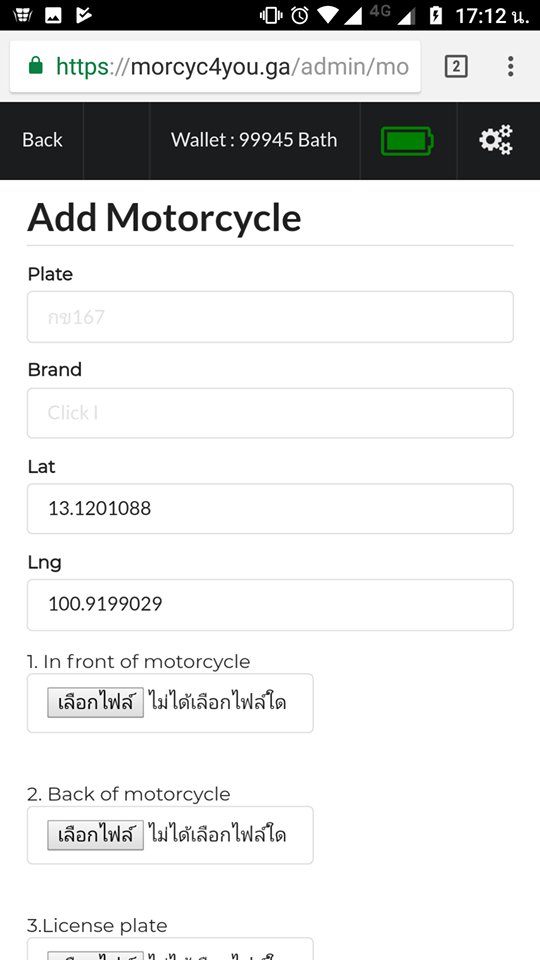 4G 17:12 น.
https://morcyc4you.ga/admin/mo 2
Back Wallet : 99945 Bath
Add Motorcycle
Plate
กข167
Brand
Click I
Lat
13.1201088
Lng
100.9199029
1. In front of motorcycle
เลือกไฟล์ ไม่ได้เลือกไฟล์ใด
2. Back of motorcycle
เลือกไฟล์ ไม่ได้เลือกไฟล์ใด
3.License plate